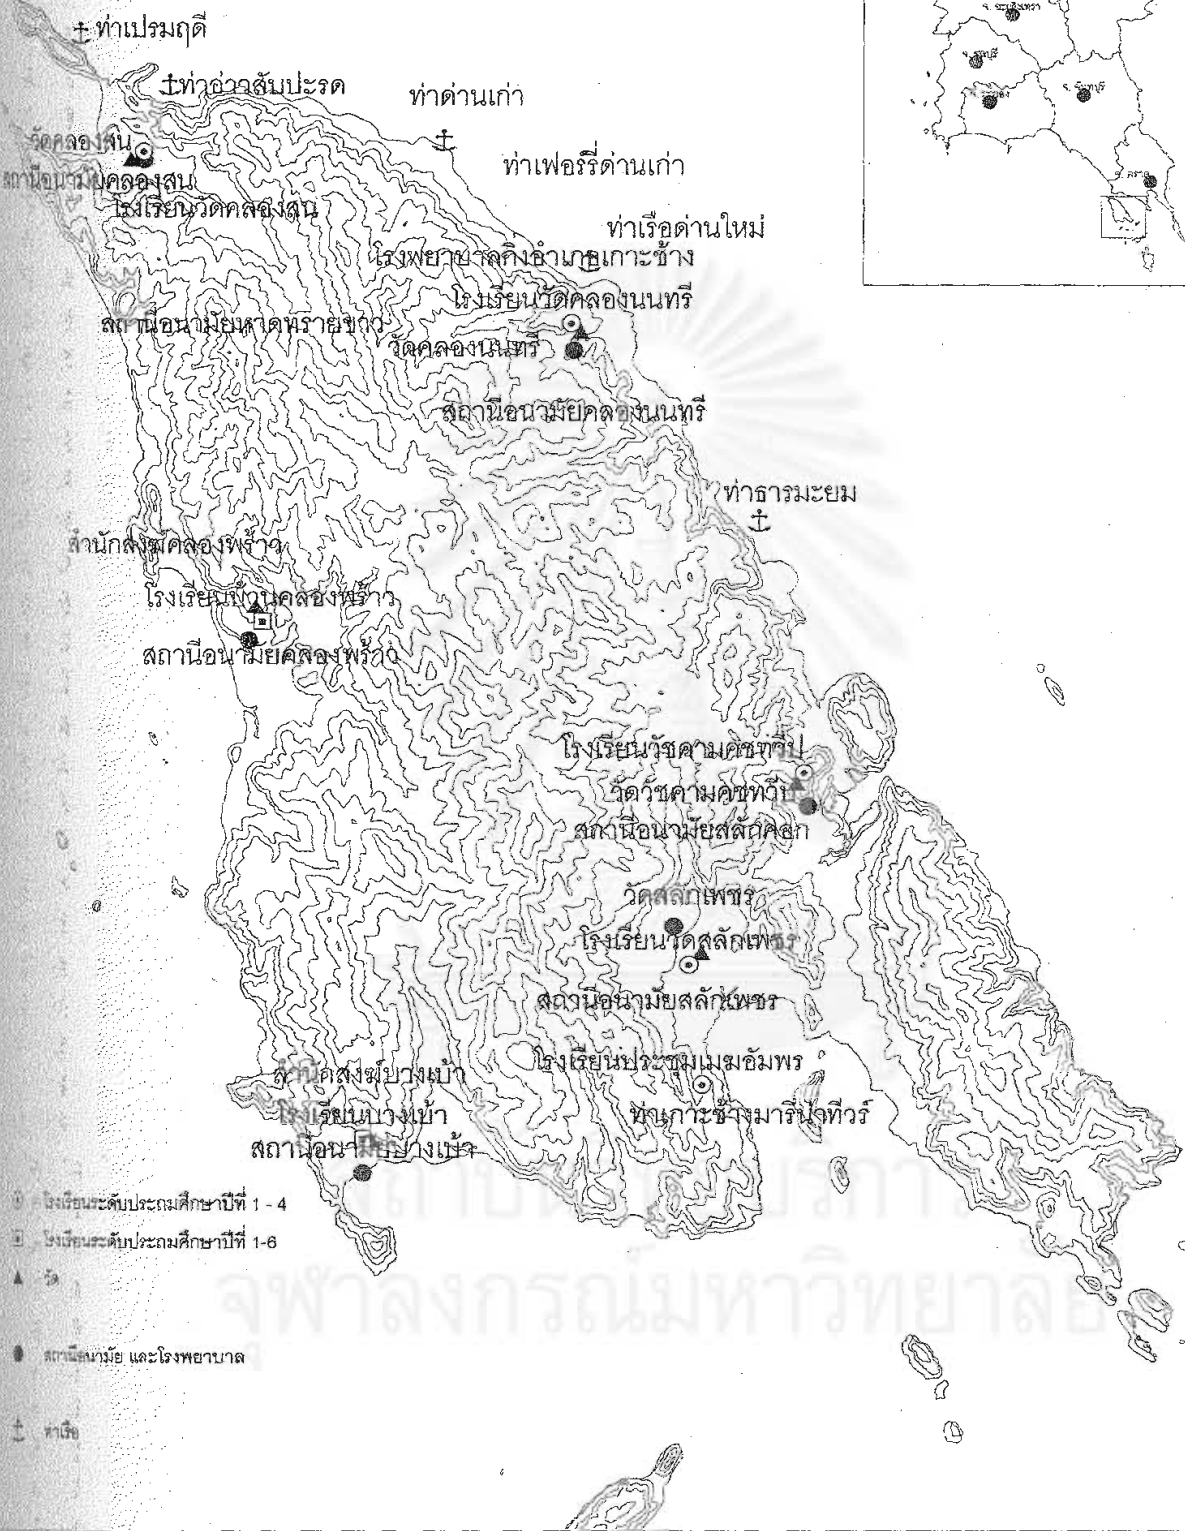 ท่าเปรมฤดี
ท่าอ่าวสับปะรด
ท่าด่านเก่า
วัดคลองสน
สถานีอนามัยคลองสน
โรงเรียนวัดคลองสน
ท่าเฟอร์รี่ด่านเก่า
ท่าเรือด่านใหม่
โรงพยาบาลกิ่งอำเภอเกาะช้าง
โรงเรียนวัดคลองนนทรี
สถานีอนามัยหาดทรายขาว
วัดคลองนนทรี
สถานีอนามัยคลองนนทรี
ท่าธารมะยม
สำนักสงฆ์คลองพร้าว
โรงเรียนบ้านคลองพร้าว
สถานีอนามัยคลองพร้าว
โรงเรียนวัชคามคชทวีป
วัดวัชคามคชทวีป
สถานีอนามัยสลักคอก
วัดสลักเพชร
โรงเรียนวัดสลักเพชร
สถานีอนามัยสลักเพชร
โรงเรียนประชุมเมฆอัมพร
สำนักสงฆ์บางเบ้า
โรงเรียนบางเบ้า
ท่าเกาะช้างมารีน่าทัวร์
สถานีอนามัยบางเบ้า
โรงเรียนระดับประถมศึกษาปีที่ 1 - 4
โรงเรียนระดับประถมศึกษาปีที่ 1-6
วัด
สถานีอนามัย และโรงพยาบาล
ท่าเรือ
จ. ฉะเชิงเทรา
จ. ชลบุรี
จ. ระยอง
จ. จันทบุรี
จ. ตราด
จุฬาลงกรณ์มหาวิทยาลัย